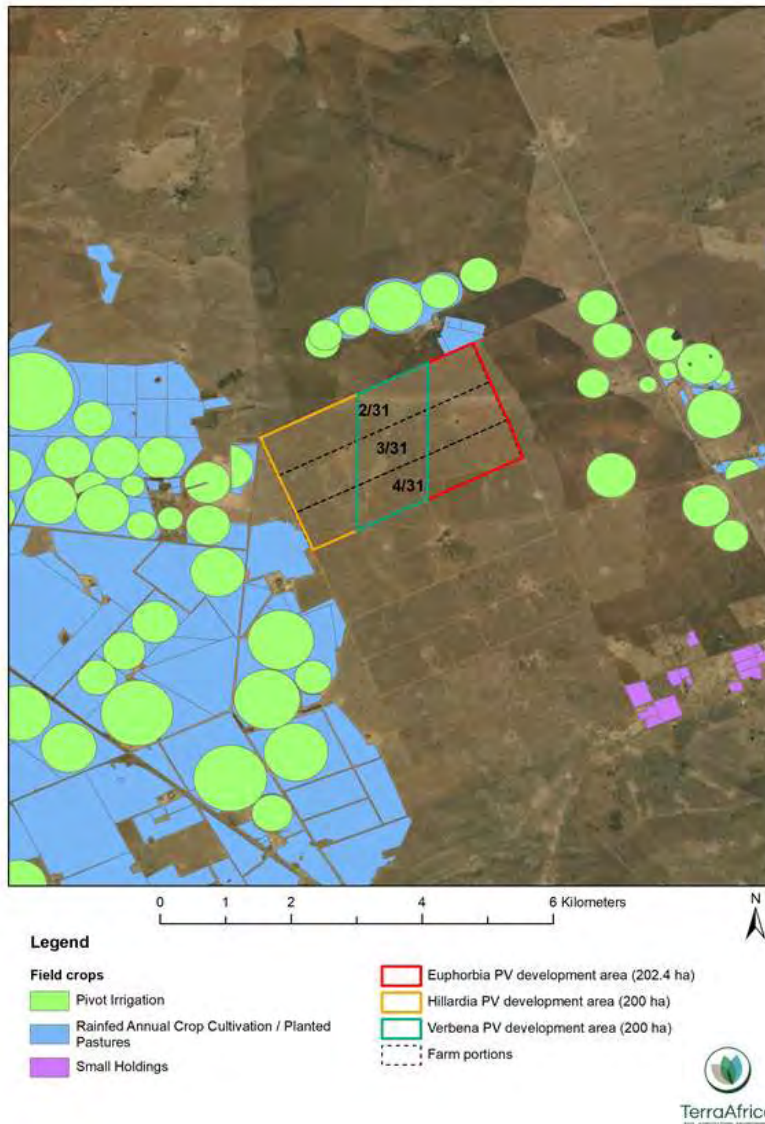 2/31
3/31
4/31
0 1 2 4 6 Kilometers
N
Legend
Field crops
Pivot Irrigation
Rainfed Annual Crop Cultivation / Planted
Pastures
Small Holdings
Euphorbia PV development area (202.4 ha)
Hillardia PV development area (200 ha)
Verbena PV development area (200 ha)
Farm portions
TerraAfrica